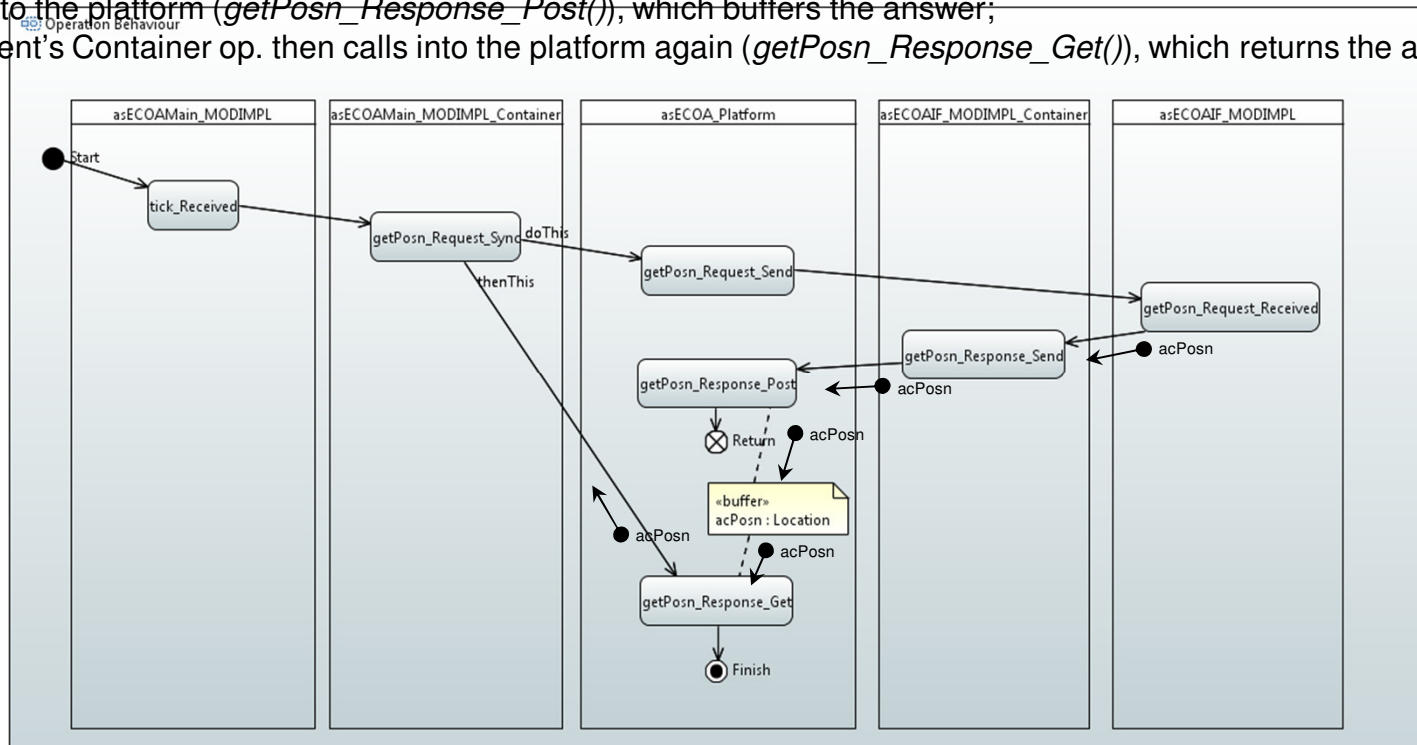 to the platform (getPosn_Response_Post()), which buffers the answer;
Operation Behaviour
ent's Container op. then calls into the platform again (getPosn_Response_Get()), which returns the a
asECOAMain_MODIMPL
asECOAMain_MODIMPL_Container
asECOA_Platform
asECOAIF_MODIMPL_Container
asECOAIF_MODIMPL
Start
tick_Received
getPosn_Request_Sync
doThis
getPosn_Request_Send
thenThis
getPosn_Request_Received
getPosn_Response_Send
acPosn
getPosn_Response_Post
acPosn
Return
acPosn
«buffer»
acPosn : Location
acPosn
acPosn
getPosn_Response_Get
Finish